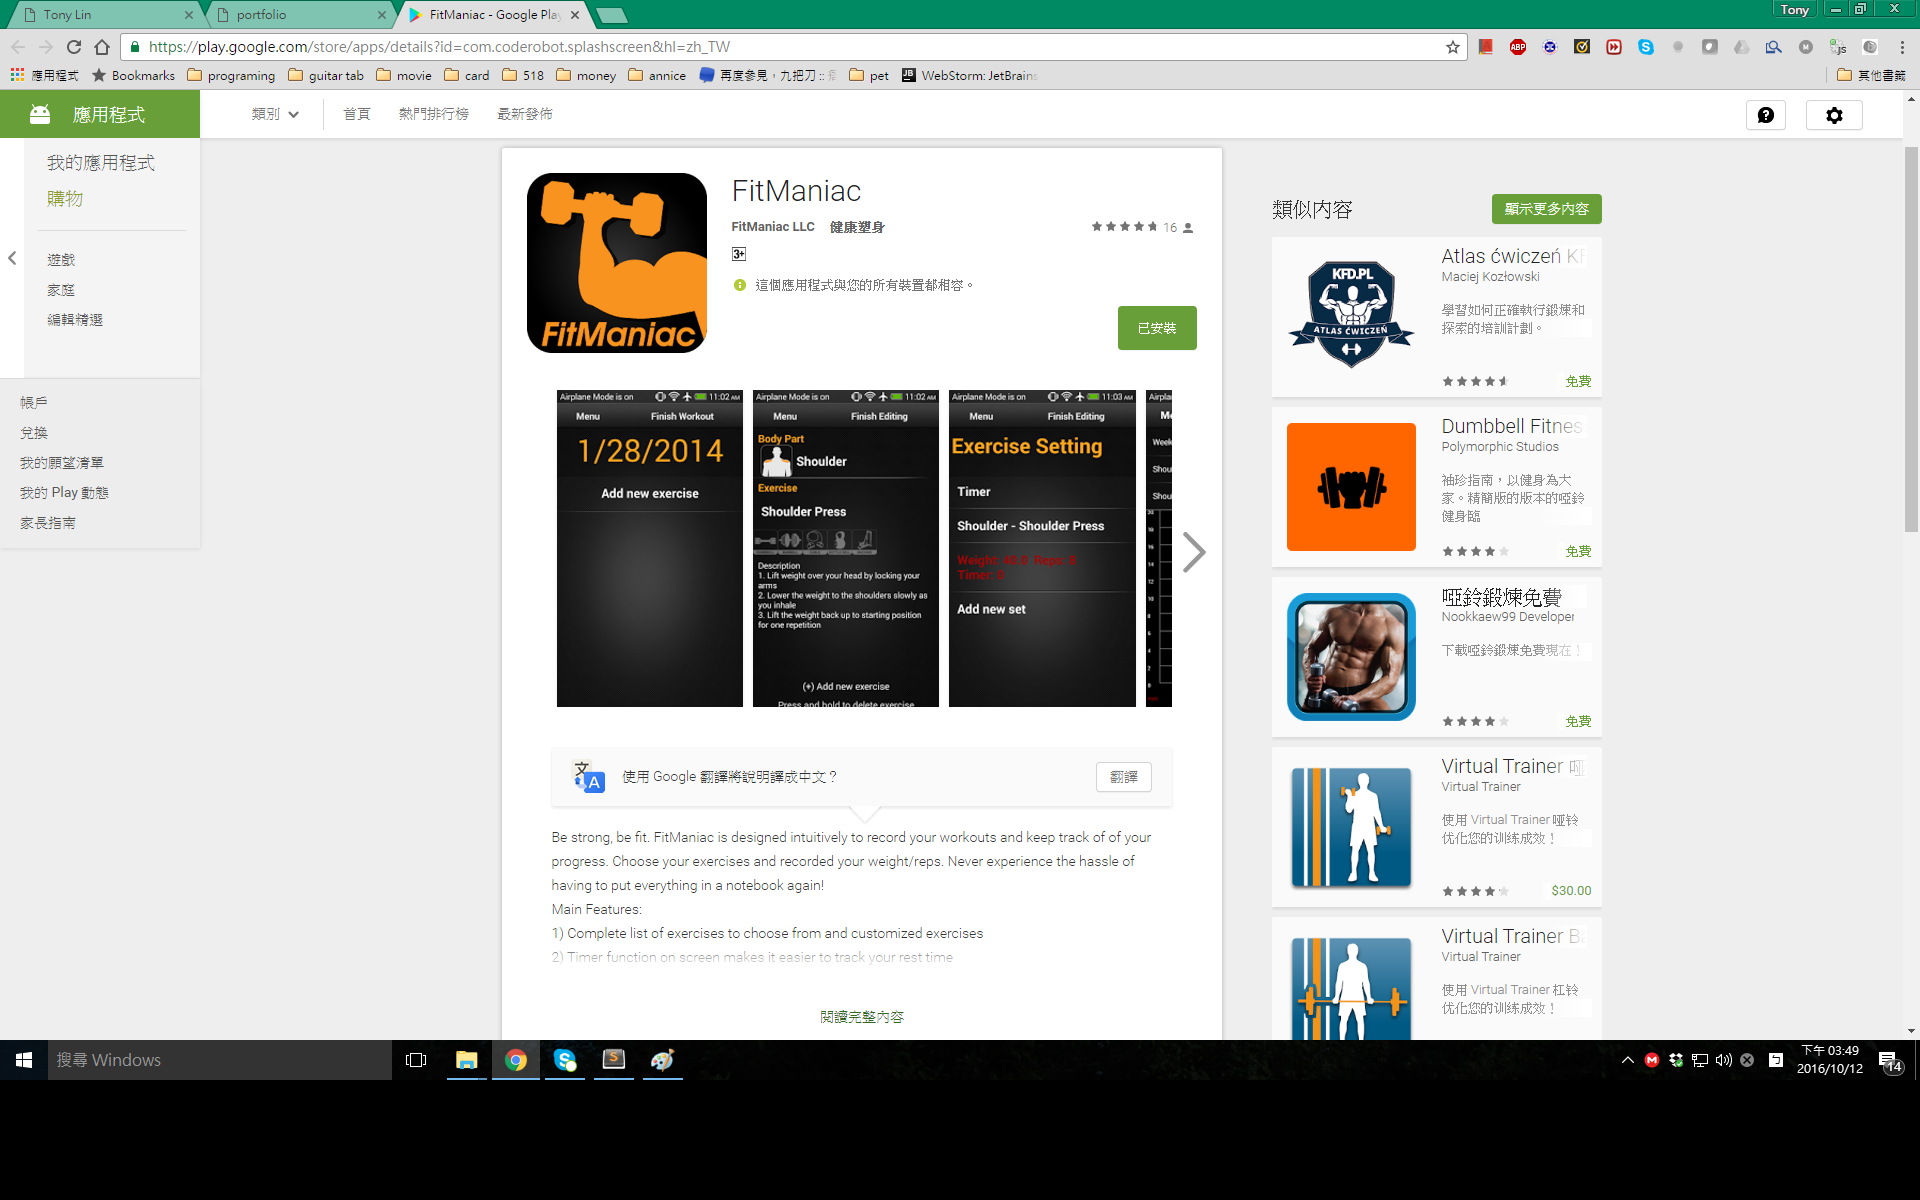 Tony Lin
portfolio
FitManiac - Google Play
Tony
https://play.google.com/store/apps/details?id=com.coderobot.splashscreen&hl=zh_TW
應用程式
Bookmarks
programing
guitar tab
movie
card
518
money
annice
再度參見，九把刀 ::
pet
WebStorm: JetBrains
其他書籤
應用程式
類別
首頁
熱門排行榜
最新發佈
我的應用程式
購物
遊戲
家庭
編輯精選
帳戶
兌換
我的願望清單
我的 Play 動態
家長指南
FitManiac
FitManiac
FitManiac LLC 健康塑身
16
3+
這個應用程式與您的所有裝置都相容。
已安裝
Airplane Mode is on 11:02 AM
Menu Finish Workout
1/28/2014
Add new exercise
Airplane Mode is on 11:02 AM
Menu Finish Editing
Body Part
Shoulder
Exercise
Shoulder Press
Description
1. Lift weight over your head by locking your
arms
2. Lower the weight to the shoulders slowly as
you inhale
3. Lift the weight back up to starting position
for one repetition
(+) Add new exercise
Press and hold to delete exercise
Airplane Mode is on 11:03 AM
Menu Finish Editing
Exercise Setting
Timer
Shoulder - Shoulder Press
Timer: 0
Add new set
使用 Google 翻譯將說明譯成中文？
翻譯
Be strong, be fit. FitManiac is designed intuitively to record your workouts and keep track of of your
progress. Choose your exercises and recorded your weight/reps. Never experience the hassle of
having to put everything in a notebook again!
Main Features:
1) Complete list of exercises to choose from and customized exercises
2) Timer function on screen makes it easier to track your rest time
閱讀完整內容
類似內容
顯示更多內容
KFD.PL
ATLAS ĆWICZEŃ
Atlas ćwiczeń KF
Maciej Kozłowski
學習如何正確執行鍛煉和
探索的培訓計劃。
免費
Dumbbell Fitnes
Polymorphic Studios
袖珍指南，以健身為大
家。精簡版的版本的啞鈴
健身臨
免費
啞鈴鍛煉免費
Nookkaew99 Developer
下載啞鈴鍛煉免費現在！
免費
Virtual Trainer 啞
Virtual Trainer
使用 Virtual Trainer 哑铃
优化您的训练成效！
$30.00
Virtual Trainer Ba
Virtual Trainer
使用 Virtual Trainer 杠铃
优化您的训练成效！
搜尋 Windows
下午 03:49
2016/10/12
14